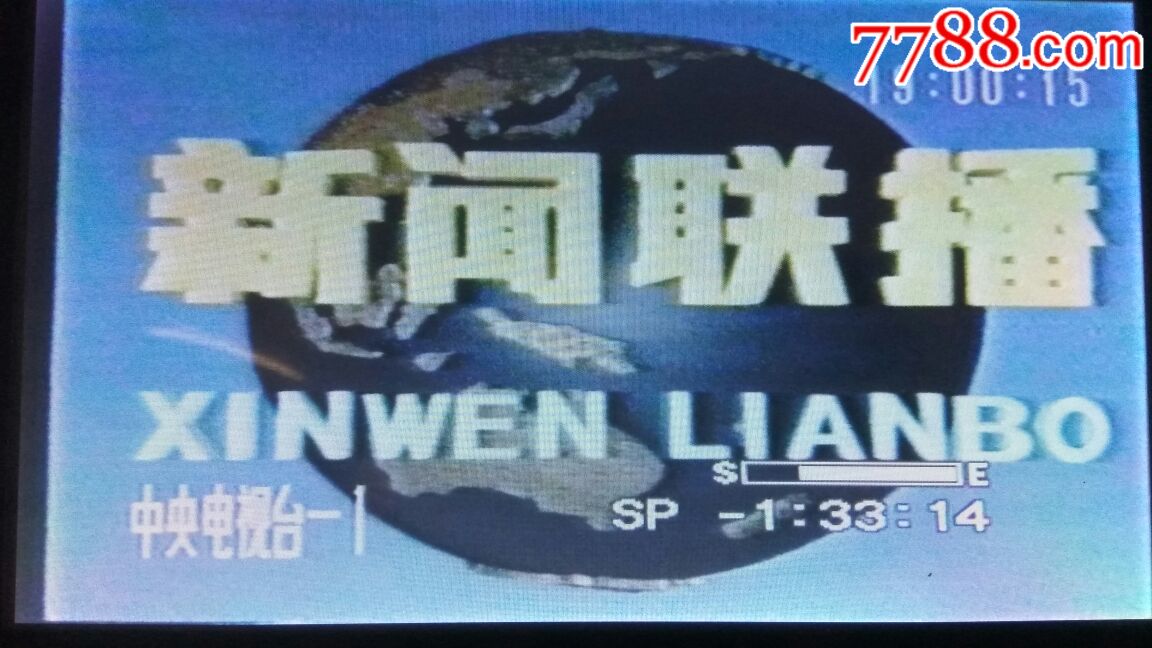 7788.com
19:00:15
新闻联播
XINWEN LIANBO
S E
中央电视台-1
SP -1:33:14